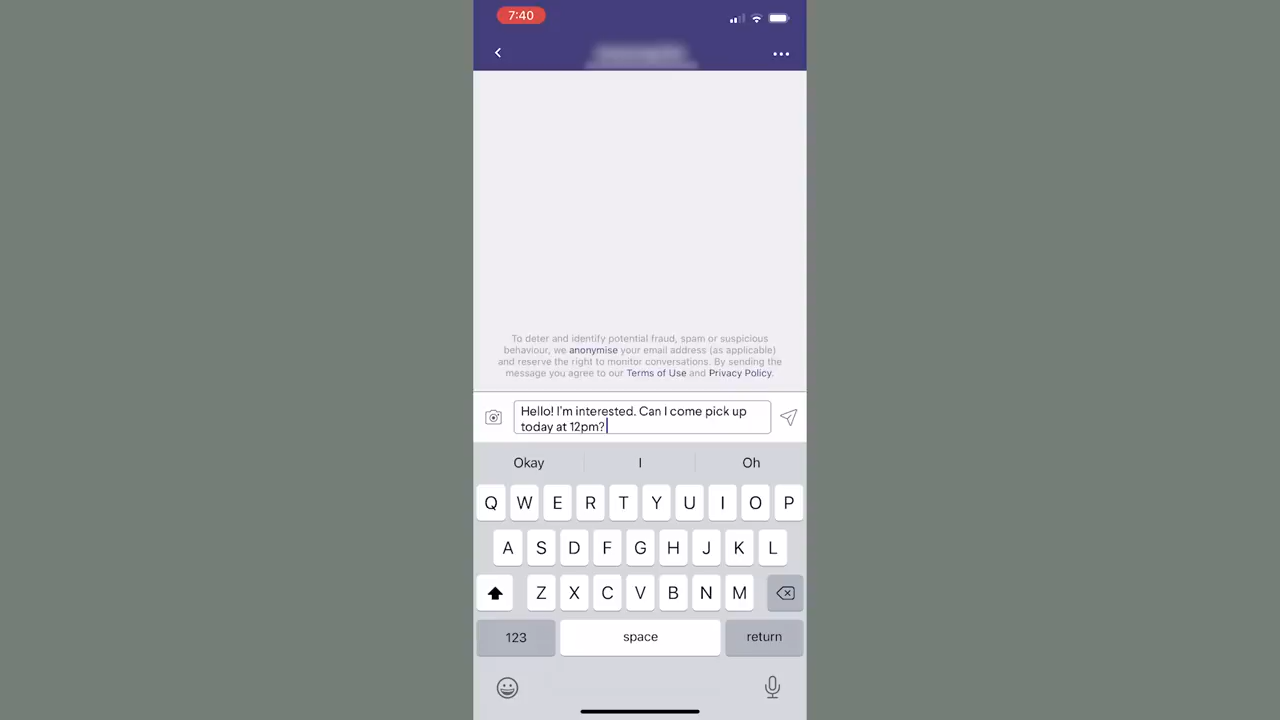 7:40
To deter and identify potential fraud, spam or suspicious
behaviour, we anonymise your email address (as applicable)
and reserve the right to monitor conversations. By sending the
message you agree to our Terms of Use and Privacy Policy.
Hello! I'm interested. Can I come pick up
today at 12pm?
Okay I Oh
Q W E R T Y U I O P
A S D F G H J K L
Z X C V B N M
123 space return